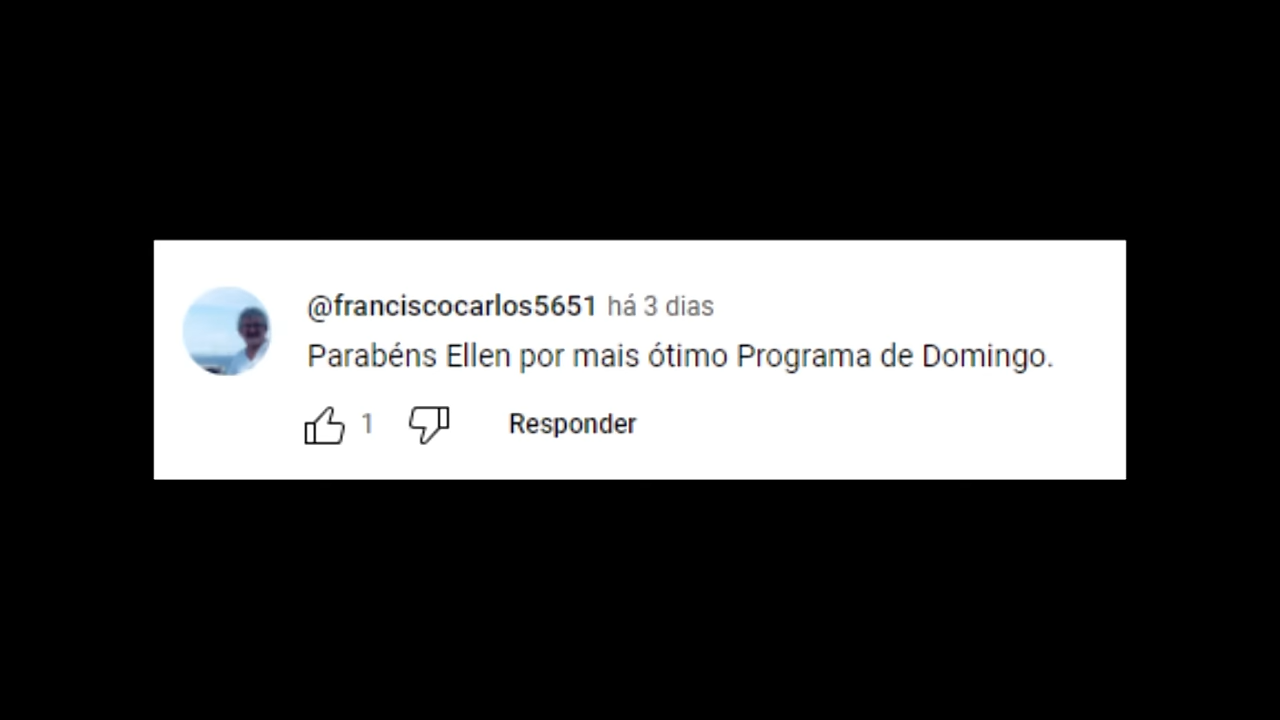 @franciscocarlos5651 há 3 dias
Parabéns Ellen por mais ótimo Programa de Domingo.
1 Responder